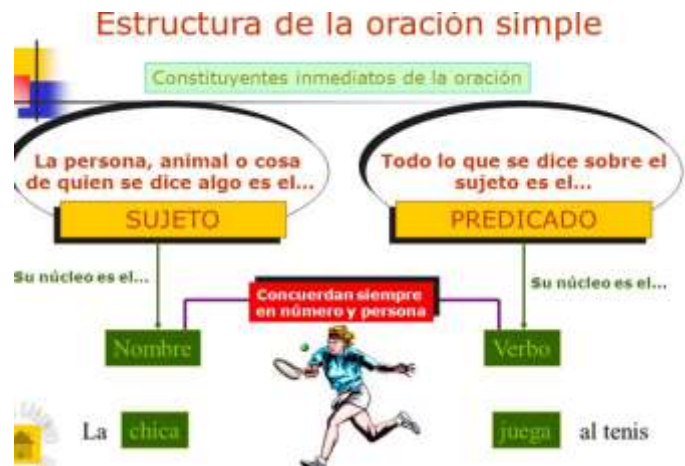 Estructura de la oración simple
Constituyentes inmediatos de la oración
La persona, animal o cosa
de quien se dice algo es el...
SUJETO
Todo lo que se dice sobre el
sujeto es el...
PREDICADO
Su núcleo es el...
Su núcleo es el...
Concuerdan siempre
en número y persona
Nombre
Verbo
La chica juega al tenis